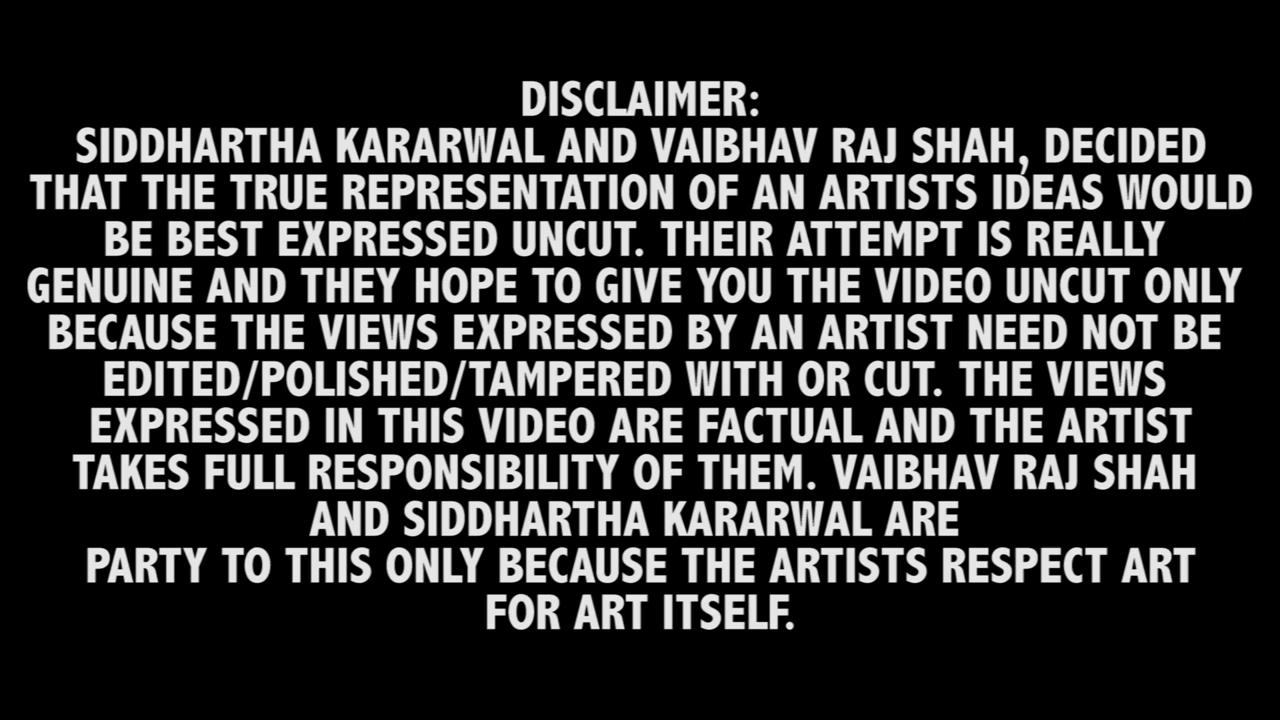 DISCLAIMER:
SIDDHARTHA KARARWAL AND VAIBHAV RAJ SHAH, DECIDED
THAT THE TRUE REPRESENTATION OF AN ARTISTS IDEAS WOULD
BE BEST EXPRESSED UNCUT. THEIR ATTEMPT IS REALLY
GENUINE AND THEY HOPE TO GIVE YOU THE VIDEO UNCUT ONLY
BECAUSE THE VIEWS EXPRESSED BY AN ARTIST NEED NOT BE
EDITED/POLISHED/TAMPERED WITH OR CUT. THE VIEWS
EXPRESSED IN THIS VIDEO ARE FACTUAL AND THE ARTIST
TAKES FULL RESPONSIBILITY OF THEM. VAIBHAV RAJ SHAH
AND SIDDHARTHA KARARWAL ARE
PARTY TO THIS ONLY BECAUSE THE ARTISTS RESPECT ART
FOR ART ITSELF.